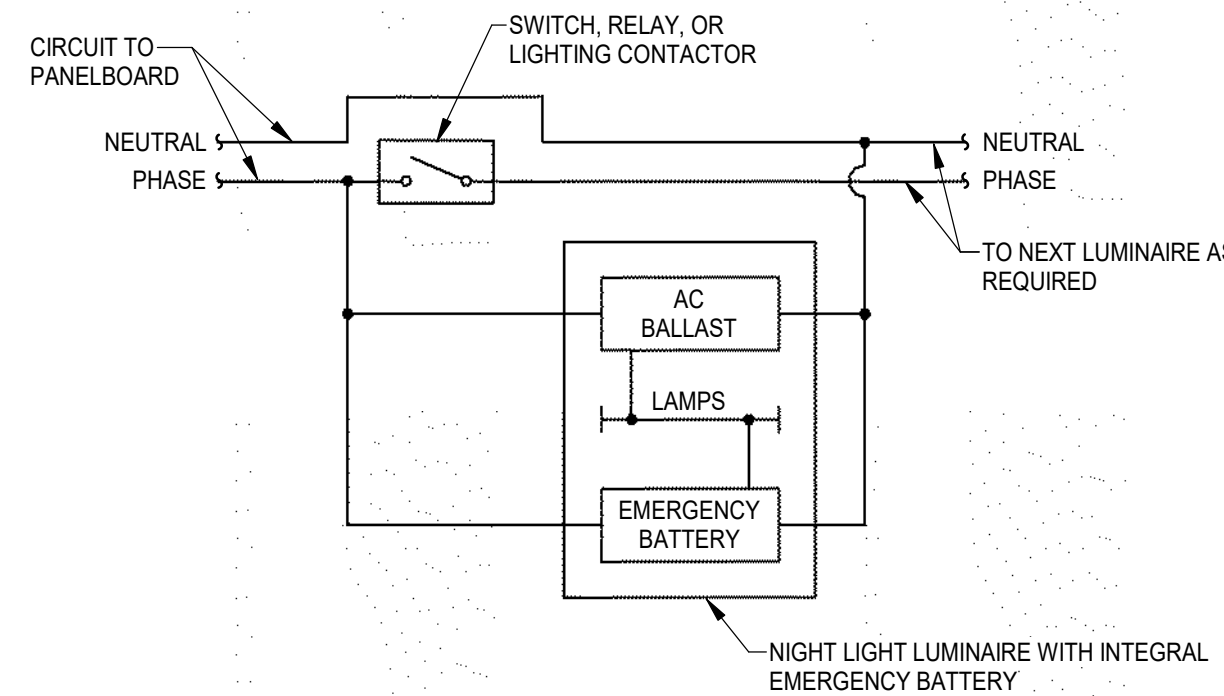 CIRCUIT TO
PANELBOARD
SWITCH, RELAY, OR
LIGHTING CONTACTOR
NEUTRAL
PHASE
NEUTRAL
PHASE
TO NEXT LUMINAIRE AS
REQUIRED
AC
BALLAST
LAMPS
EMERGENCY
BATTERY
NIGHT LIGHT LUMINAIRE WITH INTEGRAL
EMERGENCY BATTERY